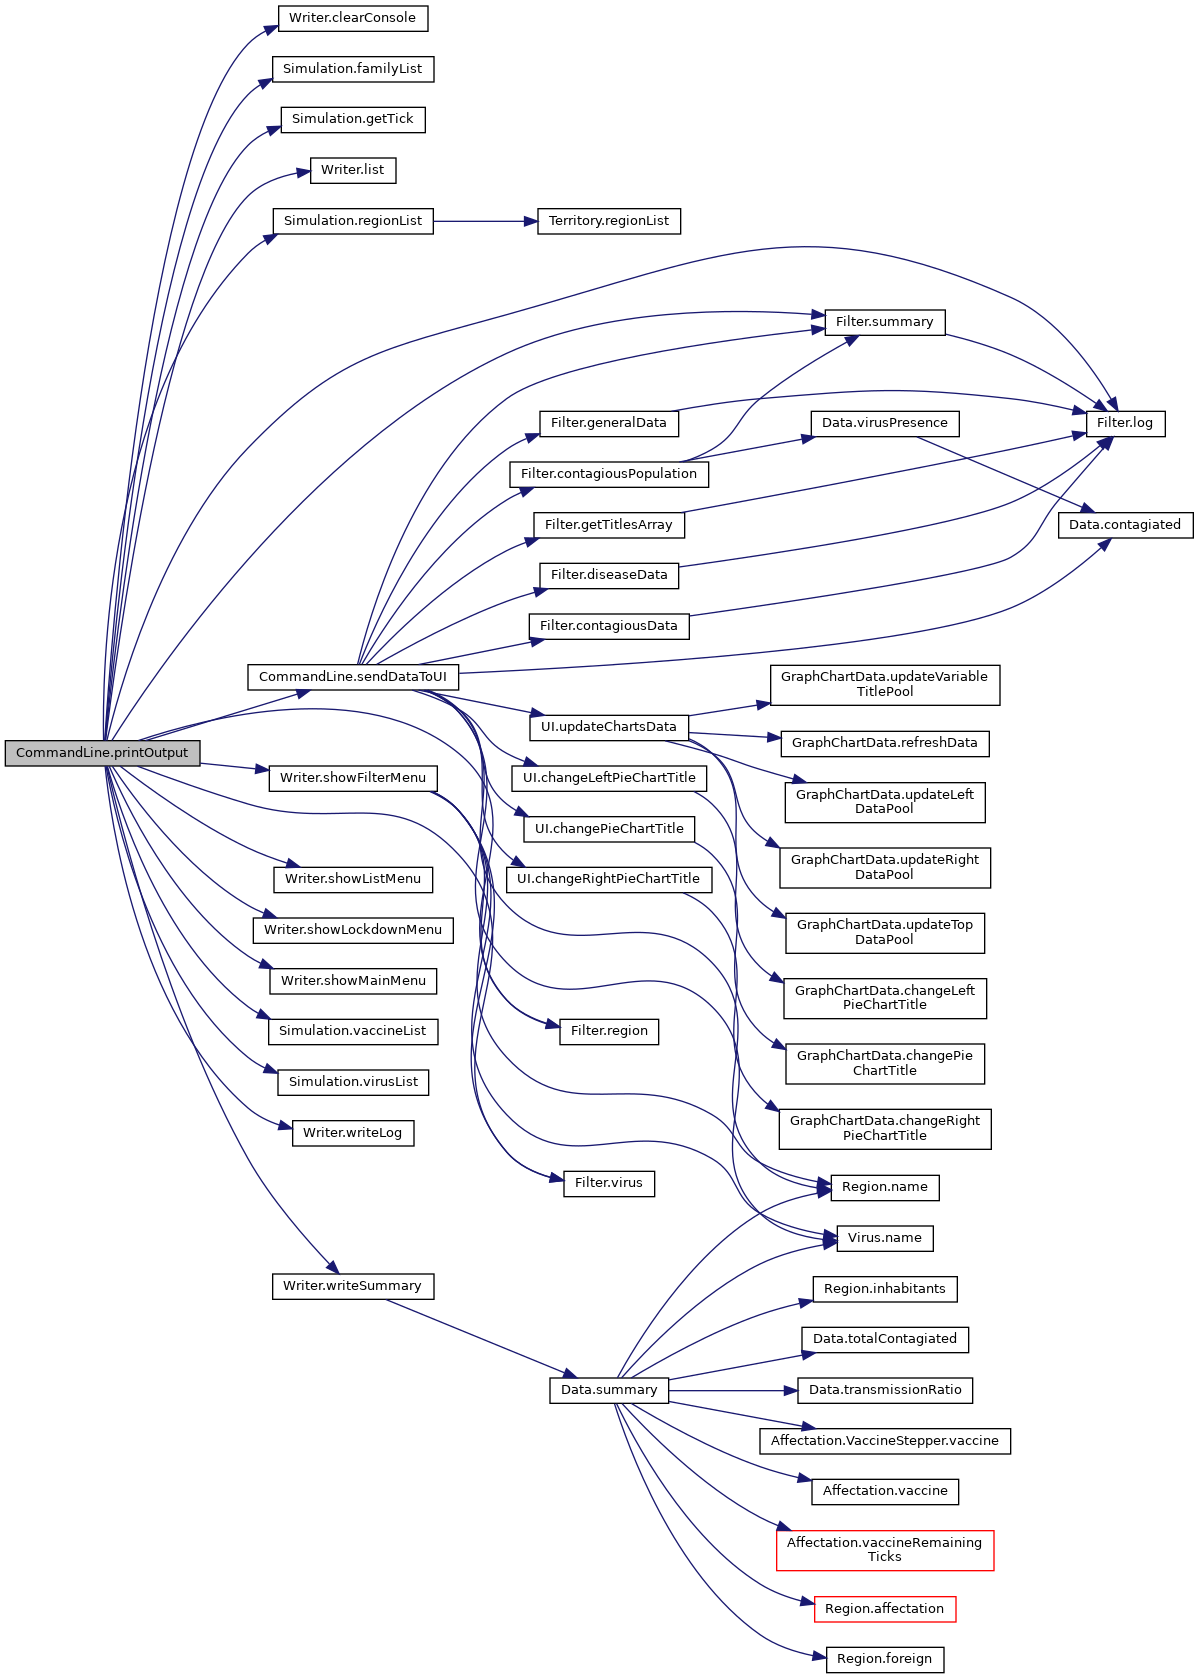 Writer.clearConsole
Simulation.familyList
Simulation.getTick
Writer.list
Simulation.regionList
Territory.regionList
Filter.summary
Filter.generalData
Data.virusPresence
Filter.log
Filter.contagiousPopulation
Filter.getTitlesArray
Data.contagiated
Filter.diseaseData
Filter.contagiousData
CommandLine.sendDataToUI
GraphChartData.updateVariable
TitlePool
UI.updateChartsData
GraphChartData.refreshData
CommandLine.printOutput
Writer.showFilterMenu
UI.changeLeftPieChartTitle
GraphChartData.updateLeft
DataPool
UI.changePieChartTitle
GraphChartData.updateRight
DataPool
Writer.showListMenu
UI.changeRightPieChartTitle
Writer.showLockdownMenu
GraphChartData.updateTop
DataPool
Writer.showMainMenu
GraphChartData.changeLeft
PieChartTitle
Simulation.vaccineList
Filter.region
GraphChartData.changePie
ChartTitle
Simulation.virusList
GraphChartData.changeRight
PieChartTitle
Writer.writeLog
Filter.virus
Region.name
Virus.name
Writer.writeSummary
Region.inhabitants
Data.totalContagiated
Data.summary
Data.transmissionRatio
Affectation.VaccineStepper.vaccine
Affectation.vaccine
Affectation.vaccineRemaining
Ticks
Region.affectation
Region.foreign